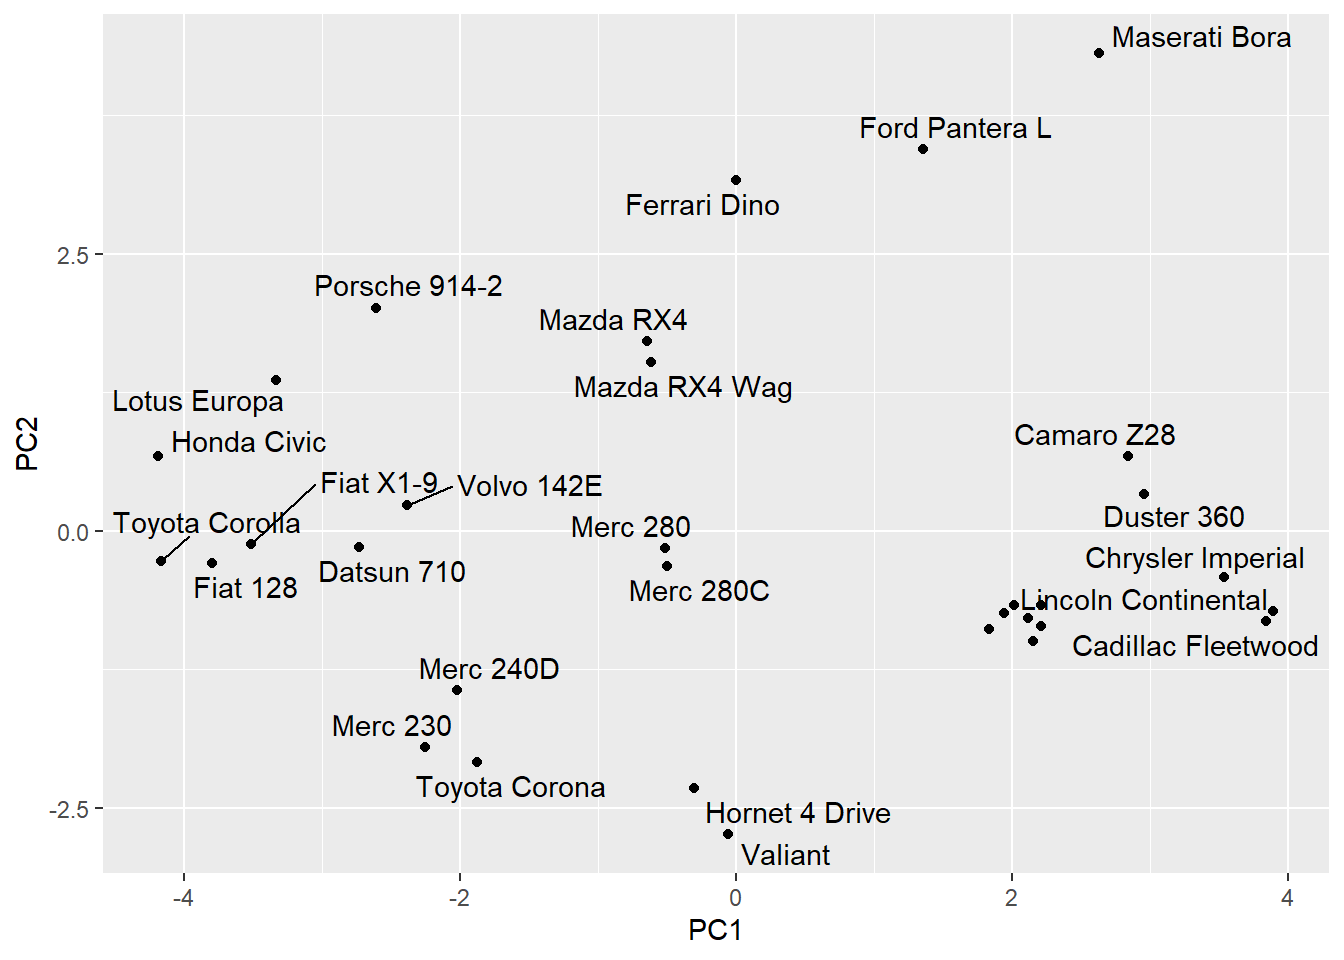 Maserati Bora
Ford Pantera L
Ferrari Dino
2.5
Porsche 914-2
Mazda RX4
Mazda RX4 Wag
Lotus Europa
Camaro Z28
Honda Civic
PC2
Fiat X1-9
Volvo 142E
Duster 360
Toyota Corolla
Merc 280
0.0
Chrysler Imperial
Datsun 710
Fiat 128
Merc 280C
Lincoln Continental
Cadillac Fleetwood
Merc 240D
Merc 230
Toyota Corona
-2.5
Hornet 4 Drive
Valiant
-4 -2 0 2 4
PC1